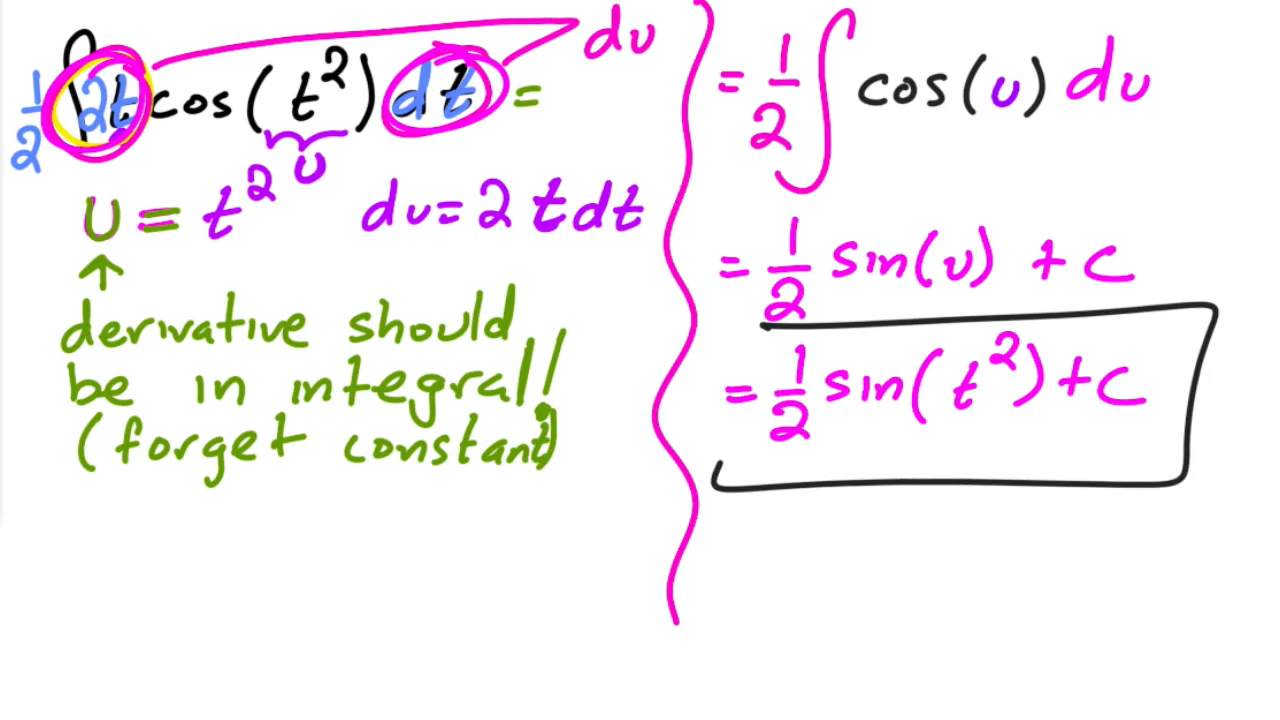 1/2 ∫ 2t cos(t²) dt = du
u
u = t² du = 2t dt
↑
derivative should
be in integral!!
(forget constant)
= 1/2 ∫ cos(u) du
= 1/2 sin(u) + c
= 1/2 sin(t²) + c